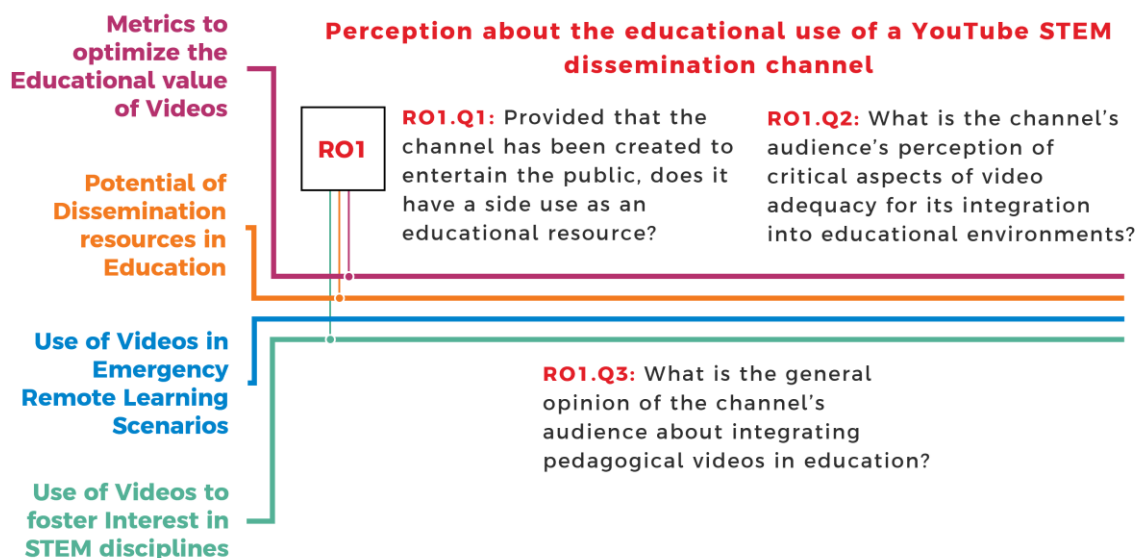 Metrics to
optimize the
Educational value
of Videos
Perception about the educational use of a YouTube STEM
dissemination channel
RO1
RO1.Q1: Provided that the
channel has been created to
entertain the public, does it
have a side use as an
educational resource?
RO1.Q2: What is the channel's
audience's perception of
critical aspects of video
adequacy for its integration
into educational environments?
Potential of
Dissemination
resources in
Education
Use of Videos in
Emergency
Remote Learning
Scenarios
RO1.Q3: What is the general
opinion of the channel's
audience about integrating
pedagogical videos in education?
Use of Videos to
foster Interest in
STEM disciplines